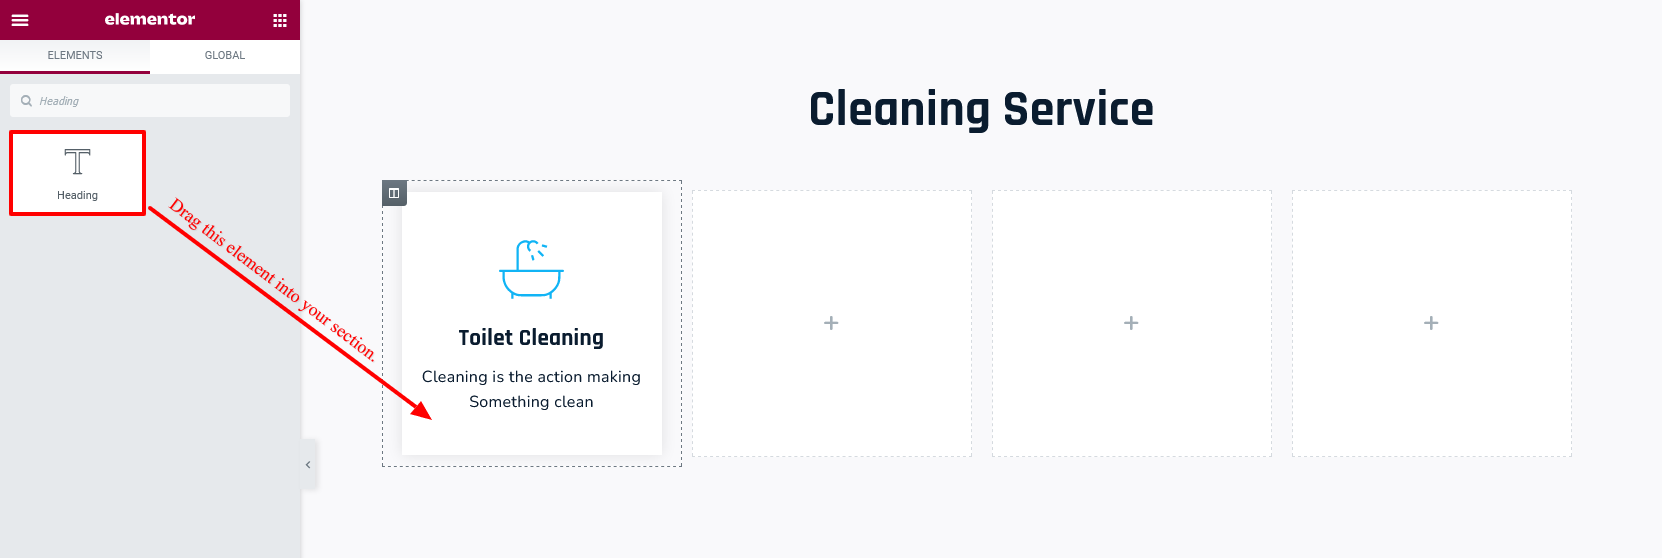 elementor
ELEMENTS
GLOBAL
Heading
Heading
Drag this element into your section.
Cleaning Service
Toilet Cleaning
Cleaning is the action making
Something clean